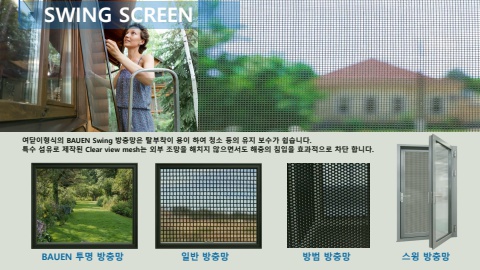 SWING SCREEN
여닫이형식의 BAUEN Swing 방충망은 탈부착이 용이 하여 청소 등의 유지 보수가 쉽습니다.
특수 섬유로 제작된 Clear view mesh는 외부 조망을 해치지 않으면서도 해충의 침입을 효과적으로 차단 합니다.
BAUEN 투명 방충망
일반 방충망
방범 방충망
스윙 방충망